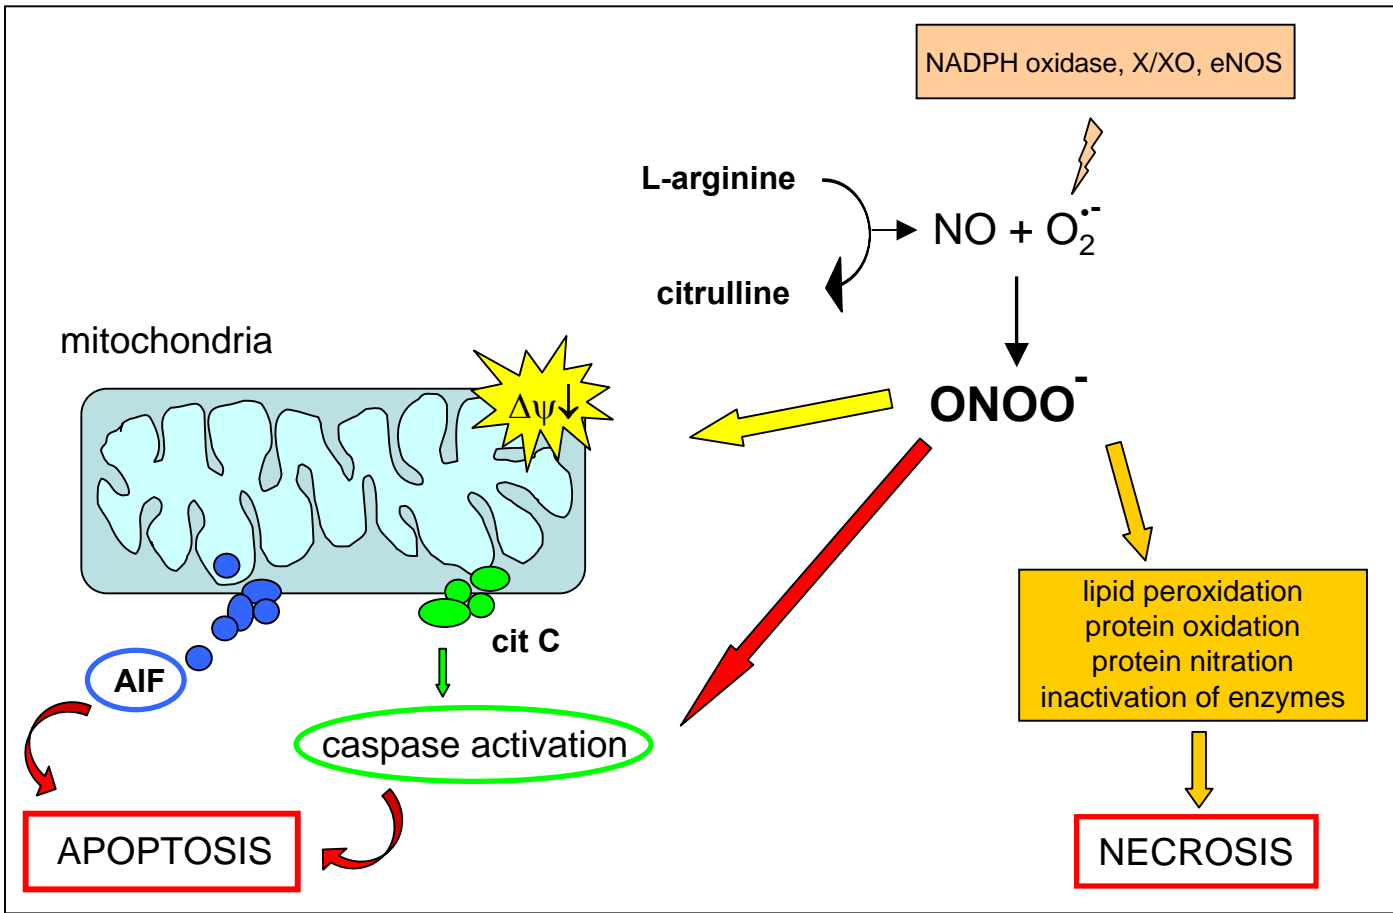 NADPH oxidase, X/XO, eNOS
L-arginine
NO + O₂•-
citrulline
mitochondria
Δψ↓
ONOO-
lipid peroxidation
protein oxidation
protein nitration
inactivation of enzymes
cit C
AIF
caspase activation
APOPTOSIS
NECROSIS